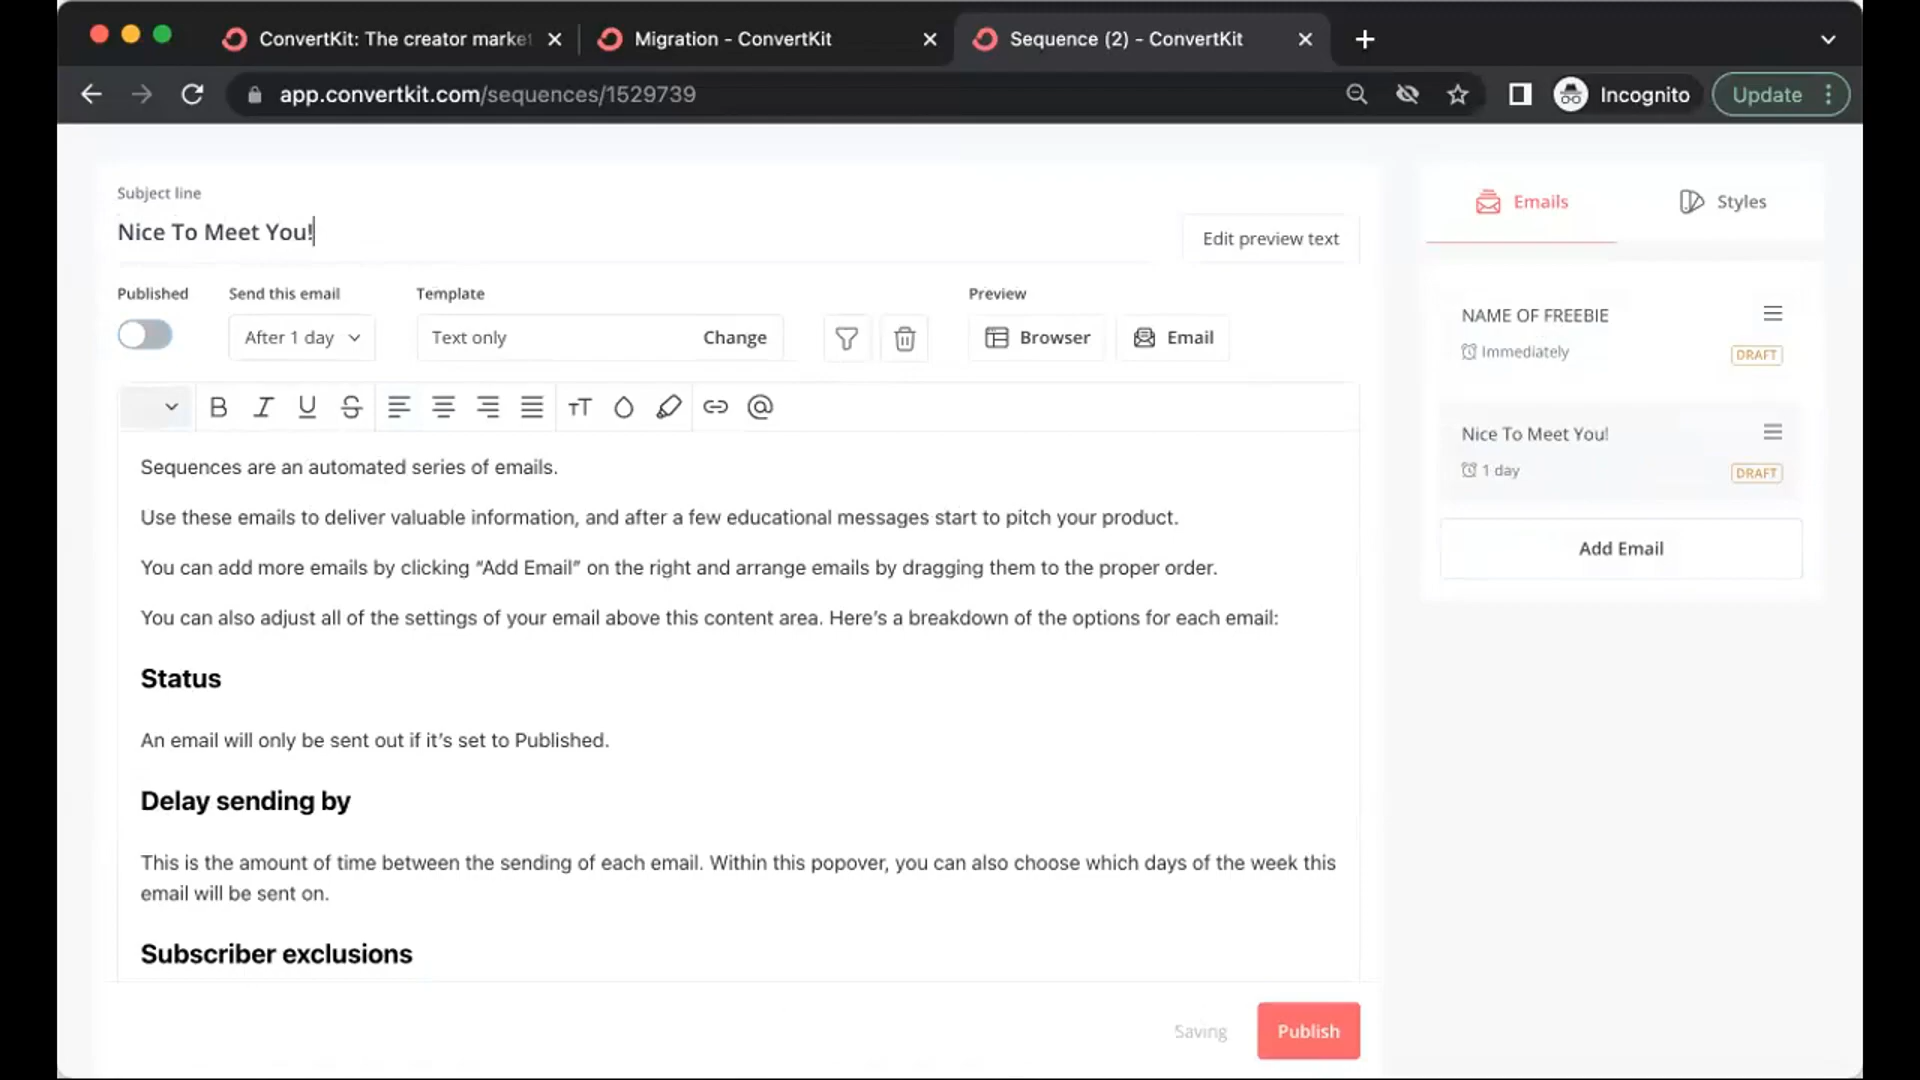 ConvertKit: The creator market
Migration - ConvertKit
Sequence (2) - ConvertKit
app.convertkit.com/sequences/1529739
Incognito
Update
Subject line
Nice To Meet You!
Edit preview text
Published
Send this email
Template
Preview
After 1 day
Text only
Change
Browser
Email
B I U S
TT
@
Sequences are an automated series of emails.
Use these emails to deliver valuable information, and after a few educational messages start to pitch your product.
You can add more emails by clicking “Add Email” on the right and arrange emails by dragging them to the proper order.
You can also adjust all of the settings of your email above this content area. Here’s a breakdown of the options for each email:
Status
An email will only be sent out if it’s set to Published.
Delay sending by
This is the amount of time between the sending of each email. Within this popover, you can also choose which days of the week this
email will be sent on.
Subscriber exclusions
Saving
Publish
Emails
Styles
NAME OF FREEBIE
Immediately
DRAFT
Nice To Meet You!
1 day
DRAFT
Add Email